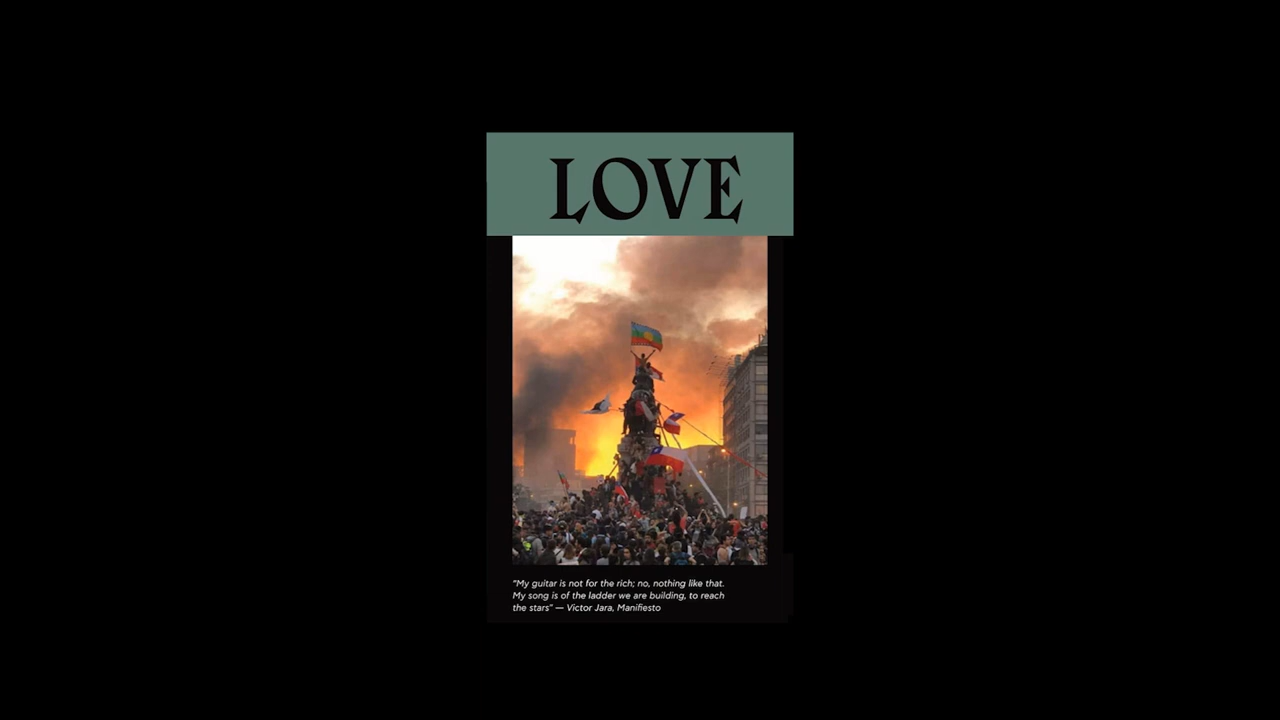 LOVE
"My guitar is not for the rich; no, nothing like that.
My song is of the ladder we are building, to reach
the stars" — Víctor Jara, Manifiesto